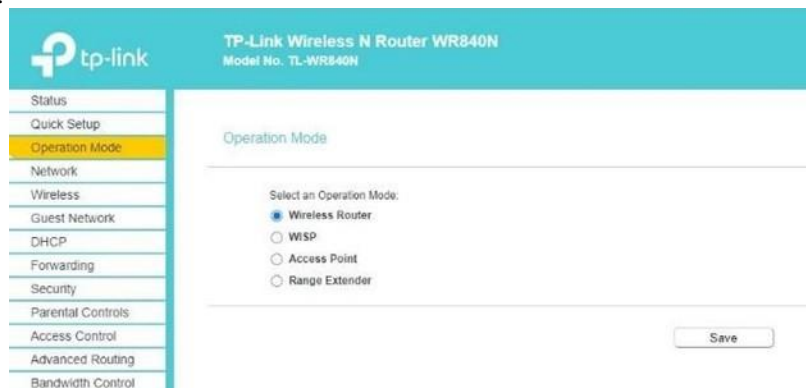 tp-link
TP-Link Wireless N Router WR840N
Model No. TL-WR840N
Status
Quick Setup
Operation Mode
Network
Wireless
Guest Network
DHCP
Forwarding
Security
Parental Controls
Access Control
Advanced Routing
Bandwidth Control
Operation Mode
Select an Operation Mode:
Wireless Router
WISP
Access Point
Range Extender
Save